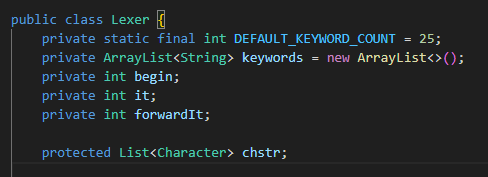 public class Lexer {
    private static final int DEFAULT_KEYWORD_COUNT = 25;
    private ArrayList<String> keywords = new ArrayList<>();
    private int begin;
    private int it;
    private int forwardIt;

    protected List<Character> chstr;